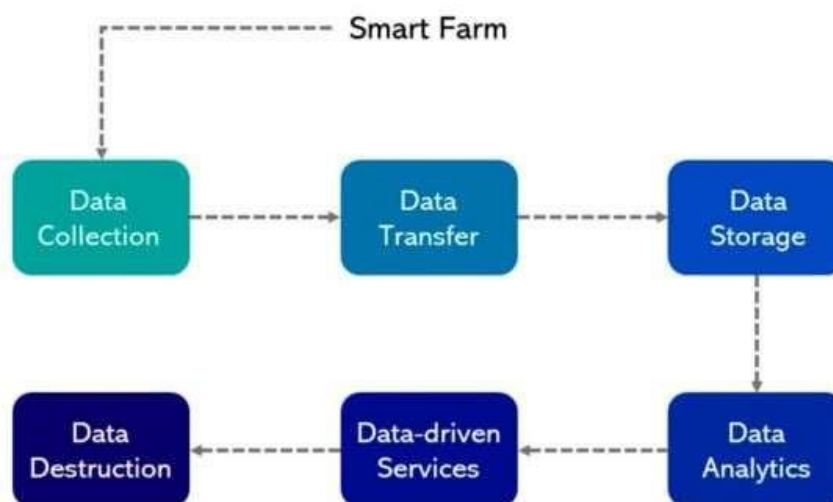 Smart Farm
Data
Collection
Data
Transfer
Data
Storage
Data
Analytics
Data-driven
Services
Data
Destruction